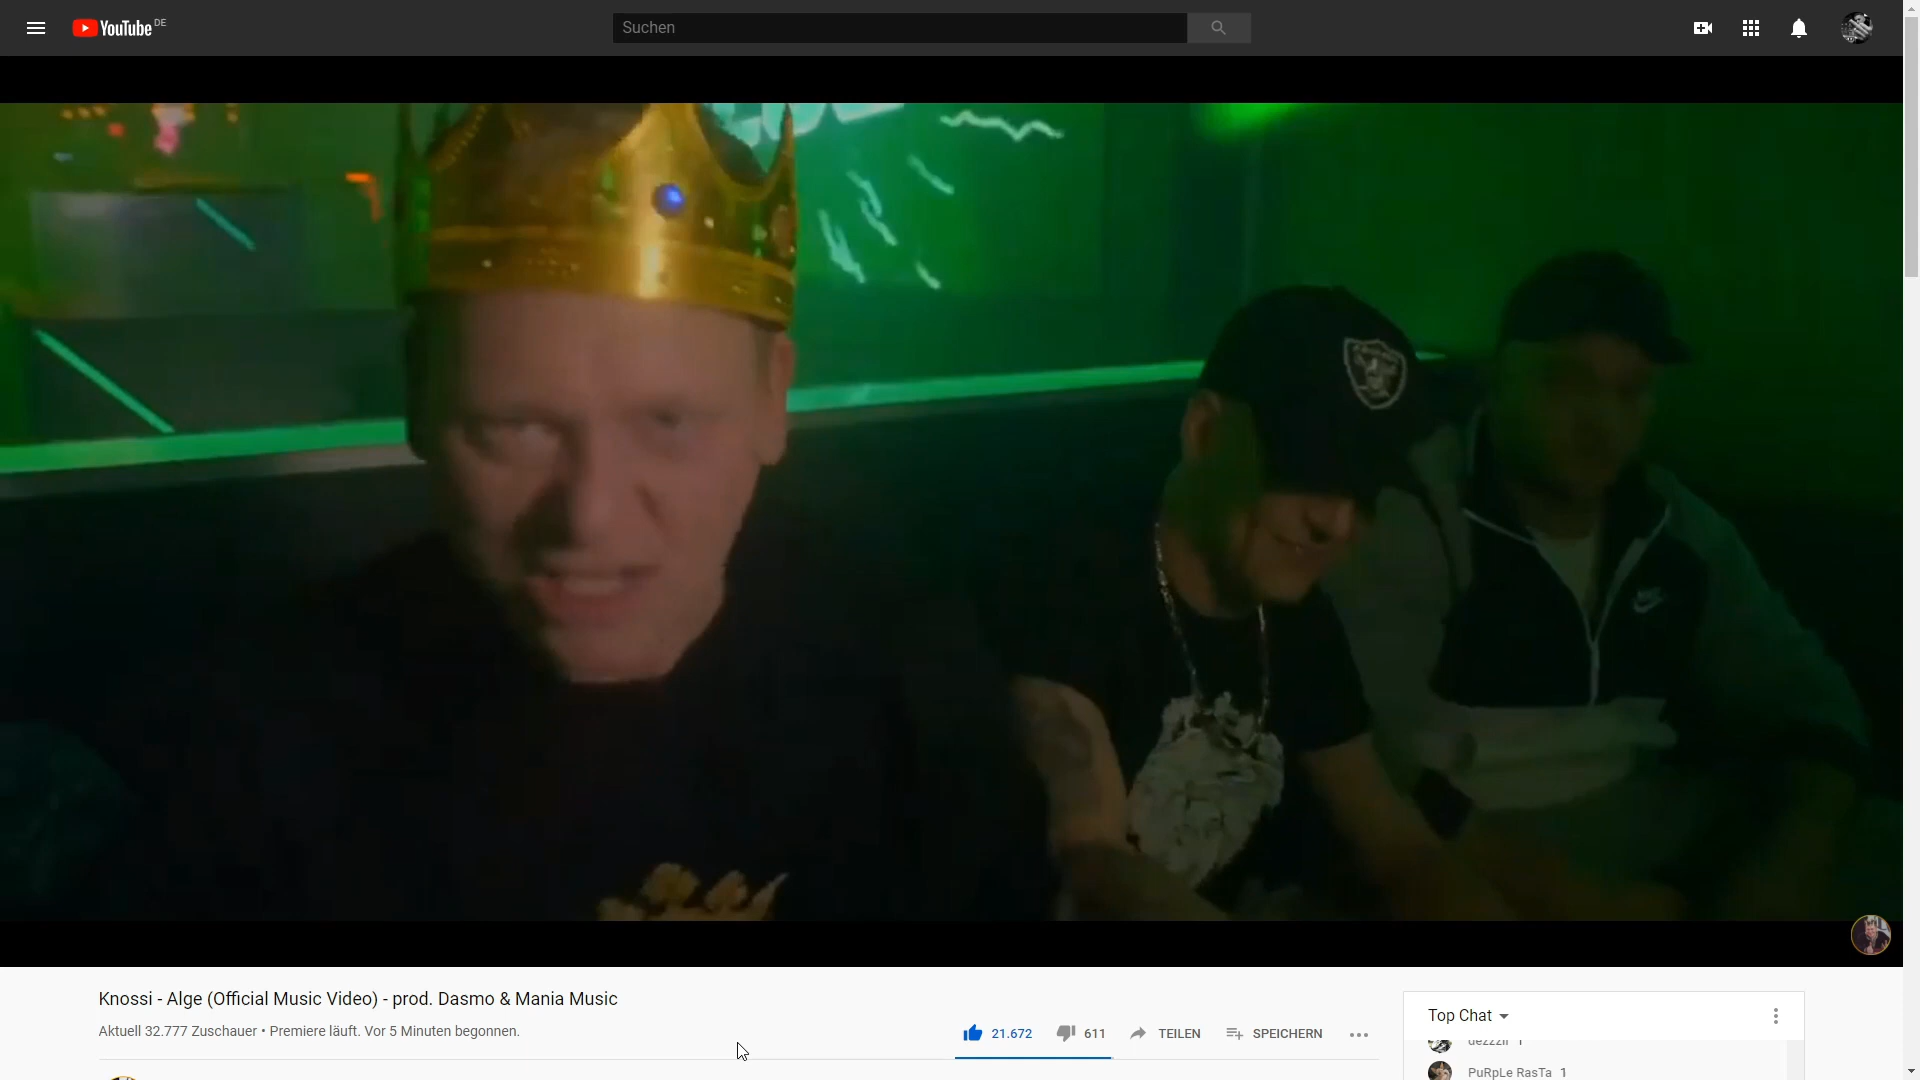 YouTube DE
Suchen
Knossi - Alge (Official Music Video) - prod. Dasmo & Mania Music
Aktuell 32.777 Zuschauer • Premiere läuft. Vor 5 Minuten begonnen.
21.672 611 TEILEN SPEICHERN
Top Chat
PuRpLe RasTa 1